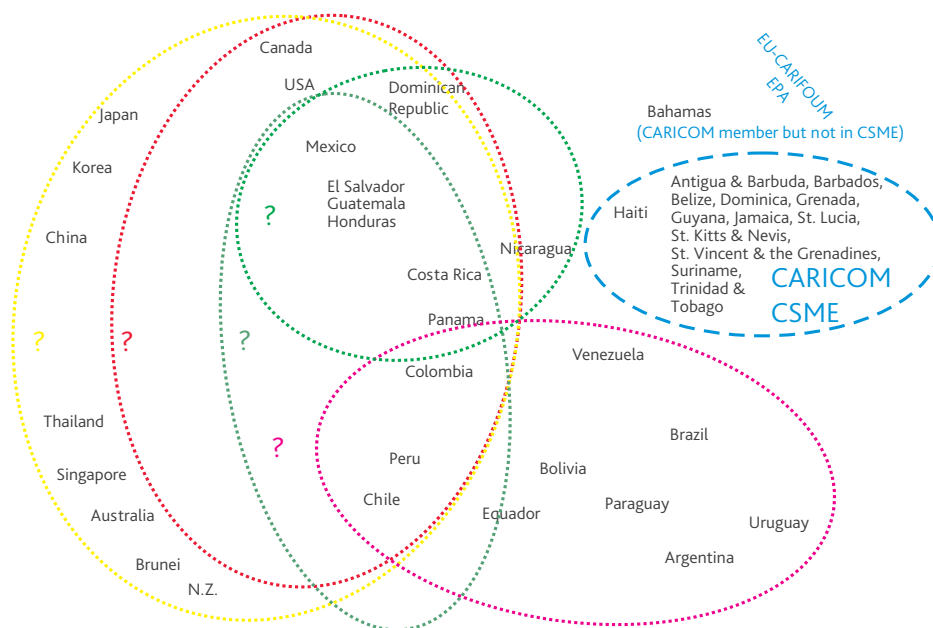 Canada
USA
Dominican
Republic
Japan
Mexico
Korea
El Salvador
Guatemala
Honduras
?
China
Nicaragua
Costa Rica
Panama
?
?
?
Colombia
Venezuela
Thailand
?
Peru
Brazil
Singapore
Bolivia
Chile
Paraguay
Australia
Equador
Uruguay
Brunei
Argentina
N.Z.
EU-CARIFOUM
EPA
Bahamas
(CARICOM member but not in CSME)
Haiti
Antigua & Barbuda, Barbados,
Belize, Dominica, Grenada,
Guyana, Jamaica, St. Lucia,
St. Kitts & Nevis,
St. Vincent & the Grenadines,
Suriname,
Trinidad &
Tobago
CARICOM
CSME